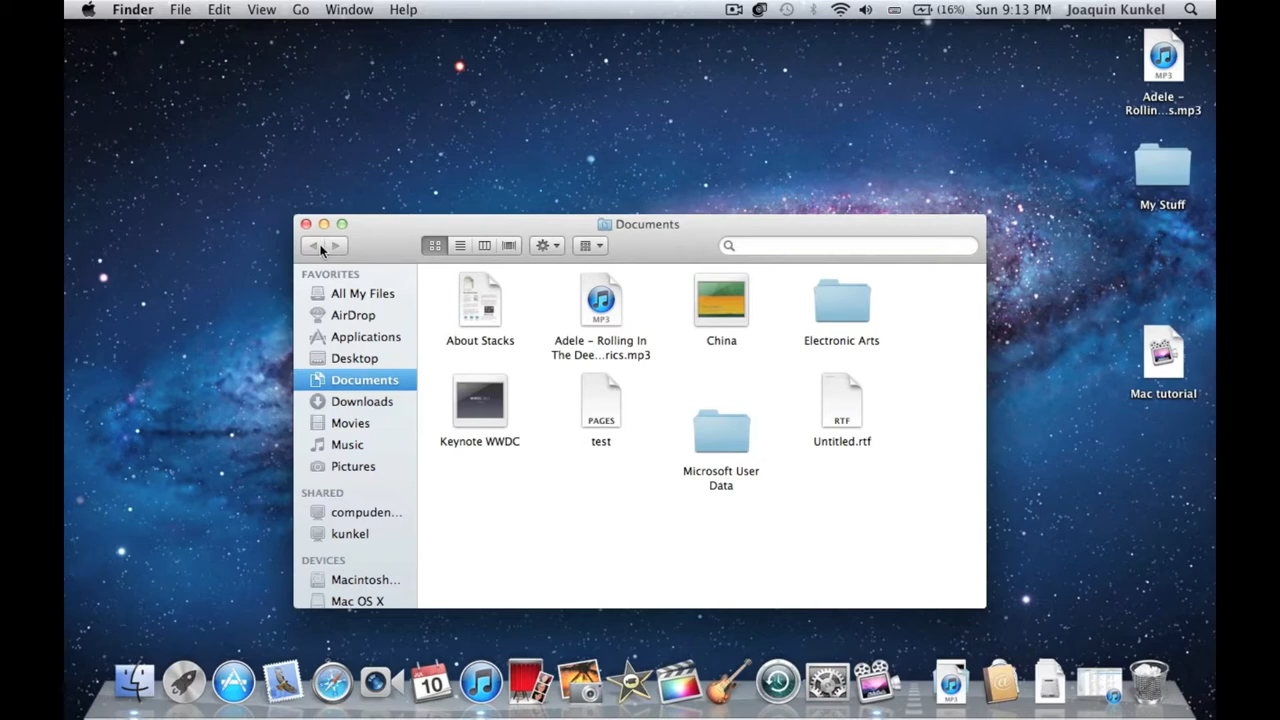 Finder File Edit View Go Window Help (16%) Sun 9:13 PM Joaquin Kunkel
MP3
Adele –
Rollin...s.mp3
My Stuff
Mac tutorial
Documents
FAVORITES
All My Files
AirDrop
Applications
Desktop
Documents
Downloads
Movies
Music
Pictures
SHARED
compuden...
kunkel
DEVICES
Macintosh...
Mac OS X
About Stacks
MP3
Adele – Rolling In
The Dee...rics.mp3
China
Electronic Arts
Keynote WWDC
PAGES
test
Microsoft User
Data
RTF
Untitled.rtf
10
MP3